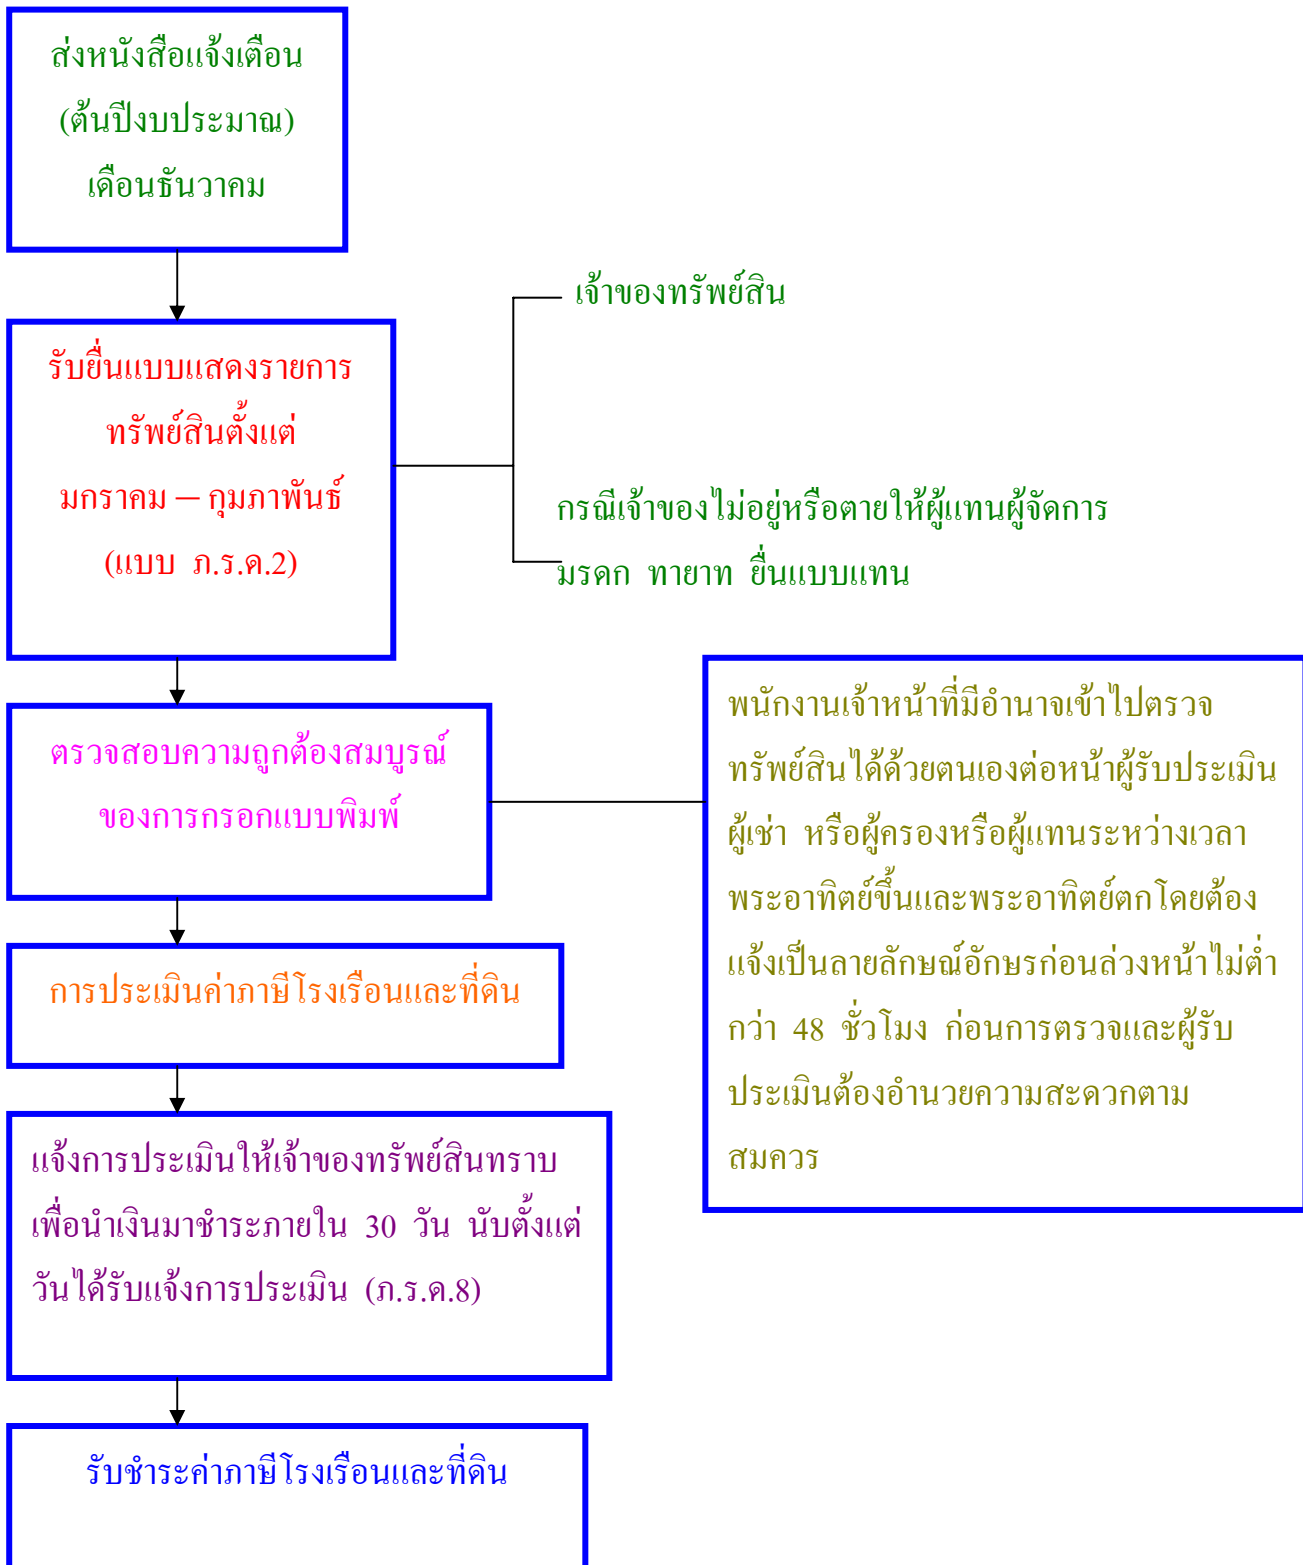 ส่งหนังสือแจ้งเตือน
(ต้นปีงบประมาณ)
เดือนธันวาคม
เจ้าของทรัพย์สิน
รับยื่นแบบแสดงรายการ
ทรัพย์สินตั้งแต่
มกราคม – กุมภาพันธ์
(แบบ ภ.ร.ด.2)
กรณีเจ้าของไม่อยู่หรือตายให้ผู้แทนผู้จัดการ
มรดก ทายาท ยื่นแบบแทน
ตรวจสอบความถูกต้องสมบูรณ์
ของการกรอกแบบพิมพ์
พนักงานเจ้าหน้าที่มีอำนาจเข้าไปตรวจ
ทรัพย์สินได้ด้วยตนเองต่อหน้าผู้รับประเมิน
ผู้เช่า หรือผู้ครองหรือผู้แทนระหว่างเวลา
พระอาทิตย์ขึ้นและพระอาทิตย์ตกโดยต้อง
แจ้งเป็นลายลักษณ์อักษรก่อนล่วงหน้าไม่ต่ำ
กว่า 48 ชั่วโมง ก่อนการตรวจและผู้รับ
ประเมินต้องอำนวยความสะดวกตาม
สมควร
การประเมินค่าภาษีโรงเรือนและที่ดิน
แจ้งการประเมินให้เจ้าของทรัพย์สินทราบ
เพื่อนำเงินมาชำระภายใน 30 วัน นับตั้งแต่
วันได้รับแจ้งการประเมิน (ภ.ร.ด.8)
รับชำระค่าภาษีโรงเรือนและที่ดิน